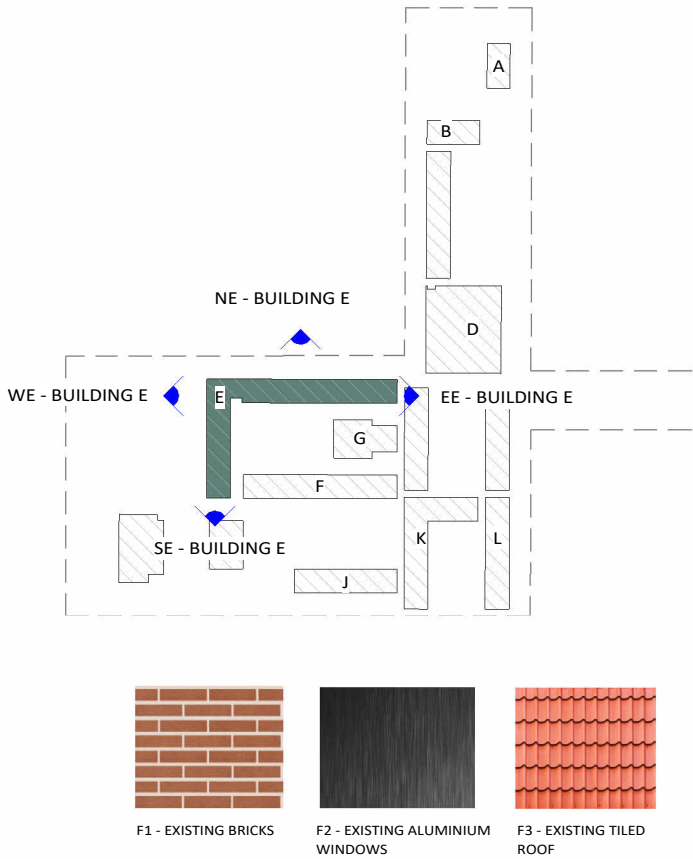 A
B
D
NE - BUILDING E
WE - BUILDING E
E
EE - BUILDING E
G
F
SE - BUILDING E
K
L
J
F1 - EXISTING BRICKS
F2 - EXISTING ALUMINIUM
WINDOWS
F3 - EXISTING TILED
ROOF